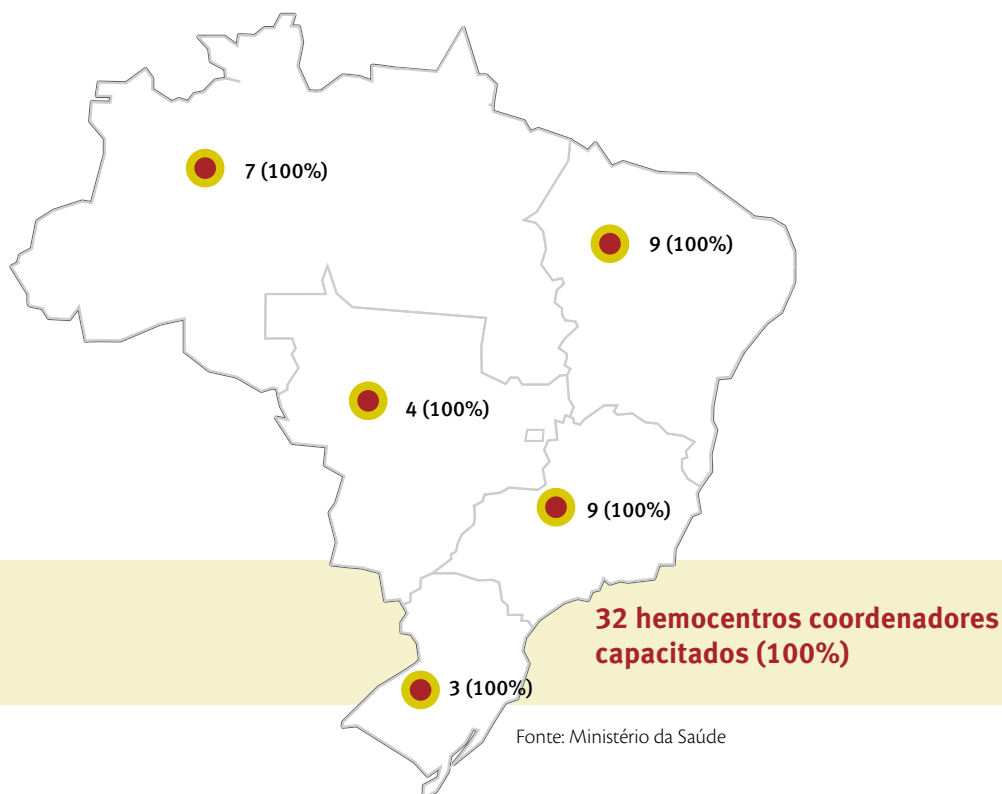 7 (100%)
9 (100%)
4 (100%)
9 (100%)
32 hemocentros coordenadores
capacitados (100%)
3 (100%)
Fonte: Ministério da Saúde